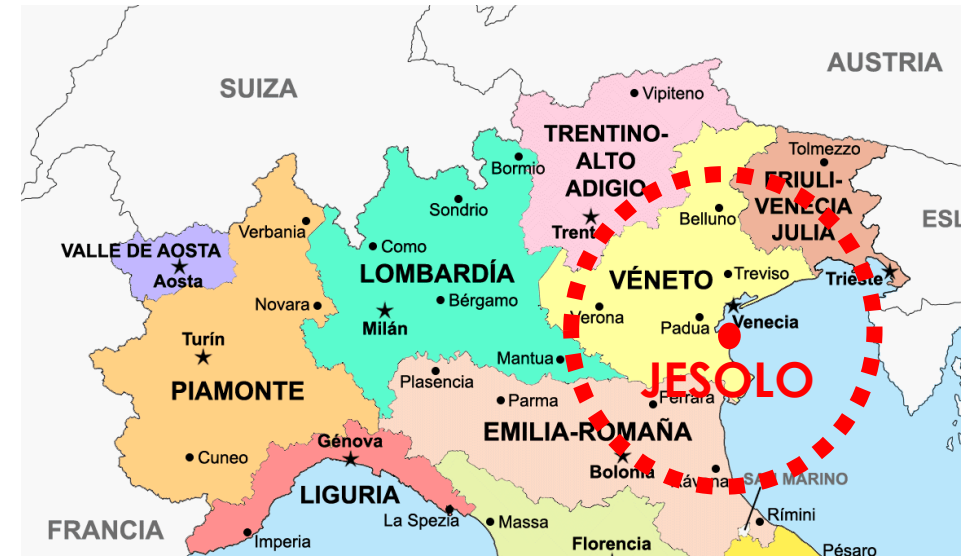 AUSTRIA
SUIZA
Vipiteno
TRENTINO-
ALTO
ADIGIO
Tolmezzo
Bormio
FRIULI-
VENECIA
JULIA
Sondrio
Belluno
ESL
Trent
Verbania
VALLE DE AOSTA
Aosta
Como
LOMBARDÍA
VÉNETO
Treviso
Trieste
Bérgamo
Novara
Milán
Verona
Padua
Venecia
Turín
Mantua
JESOLO
Plasencia
PIAMONTE
Parma
Ferrara
EMILIA-ROMAÑA
Génova
Cuneo
Bolonia
Rávena
SAN MARINO
LIGURIA
La Spezia
Massa
Rímini
FRANCIA
Imperia
Florencia
Pésaro